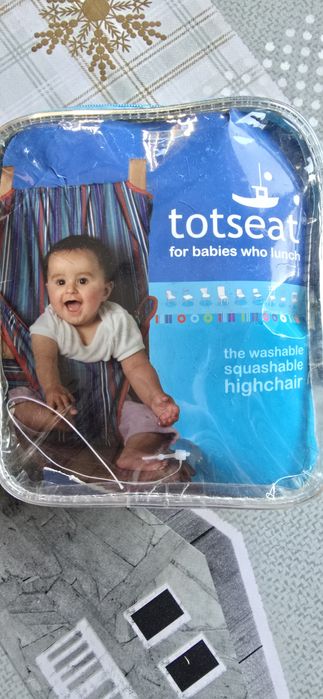 totseat
for babies who lunch
the washable
squashable
highchair